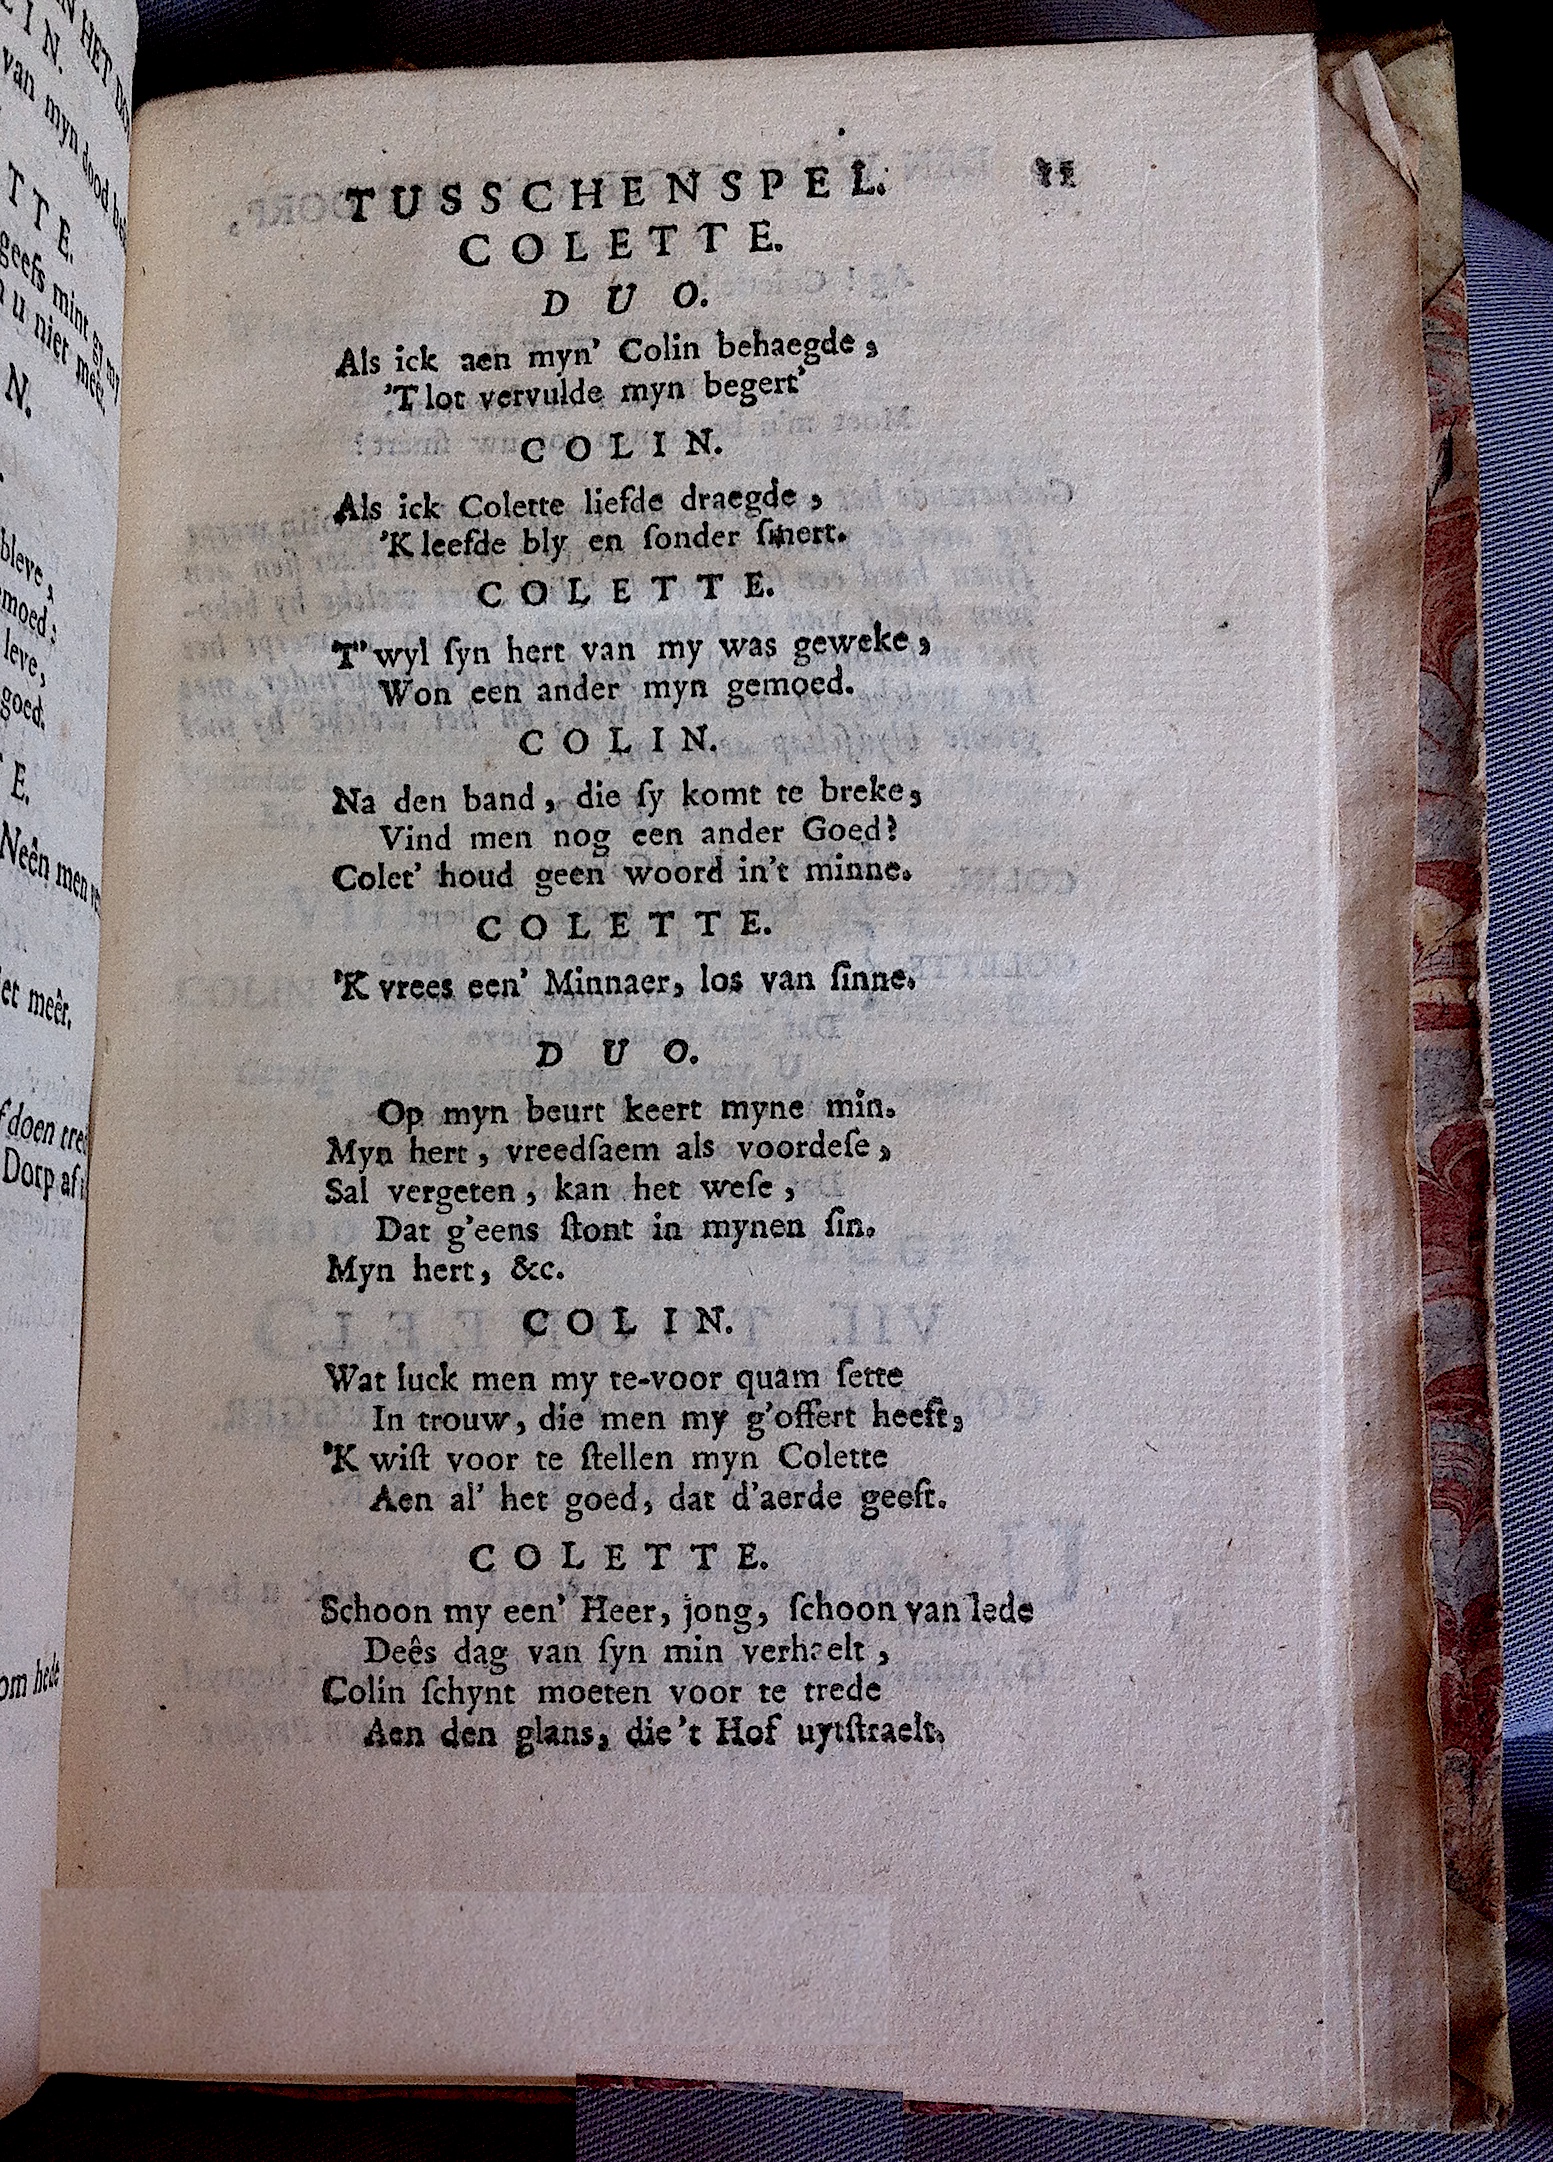 TUSSCHENSPEL. 11
COLETTE.
DUO.
Als ick aen myn' Colin behaegde,
'T lot vervulde myn begert'
COLIN.
Als ick Colette liefde draegde,
'K leefde bly en ſonder ſmert.
COLETTE.
T'wyl ſyn hert van my was geweke,
Won een ander myn gemoed.
COLIN.
Na den band, die ſy komt te breke,
Vind men nog een ander Goed?
Colet' houd geen woord in't minne.
COLETTE.
'K vrees een' Minnaer, los van ſinne.
DUO.
Op myn beurt keert myne min.
Myn hert, vreedſaem als voordeſe,
Sal vergeten, kan het weſe,
Dat g'eens ſtont in mynen ſin.
Myn hert, &c.
COLIN.
Wat luck men my te-voor quam ſette
In trouw, die men my g'offert heeft,
'K wiſt voor te ſtellen myn Colette
Aen al' het goed, dat d'aerde geeft.
COLETTE.
Schoon my een' Heer, jong, ſchoon van lede
Deês dag van ſyn min verhaelt,
Colin ſchynt moeten voor te trede
Aen den glans, die't Hof uytſtraelt.